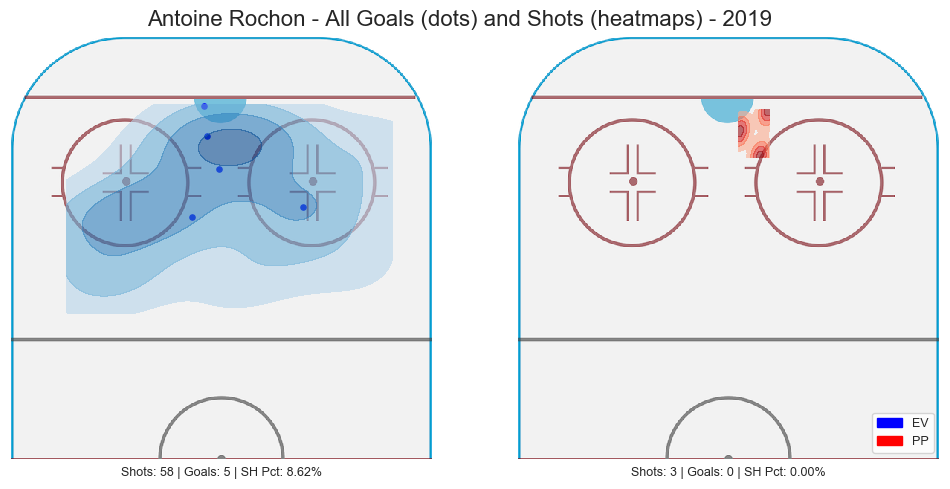 Antoine Rochon - All Goals (dots) and Shots (heatmaps) - 2019
EV
PP
Shots: 58 | Goals: 5 | SH Pct: 8.62%
Shots: 3 | Goals: 0 | SH Pct: 0.00%